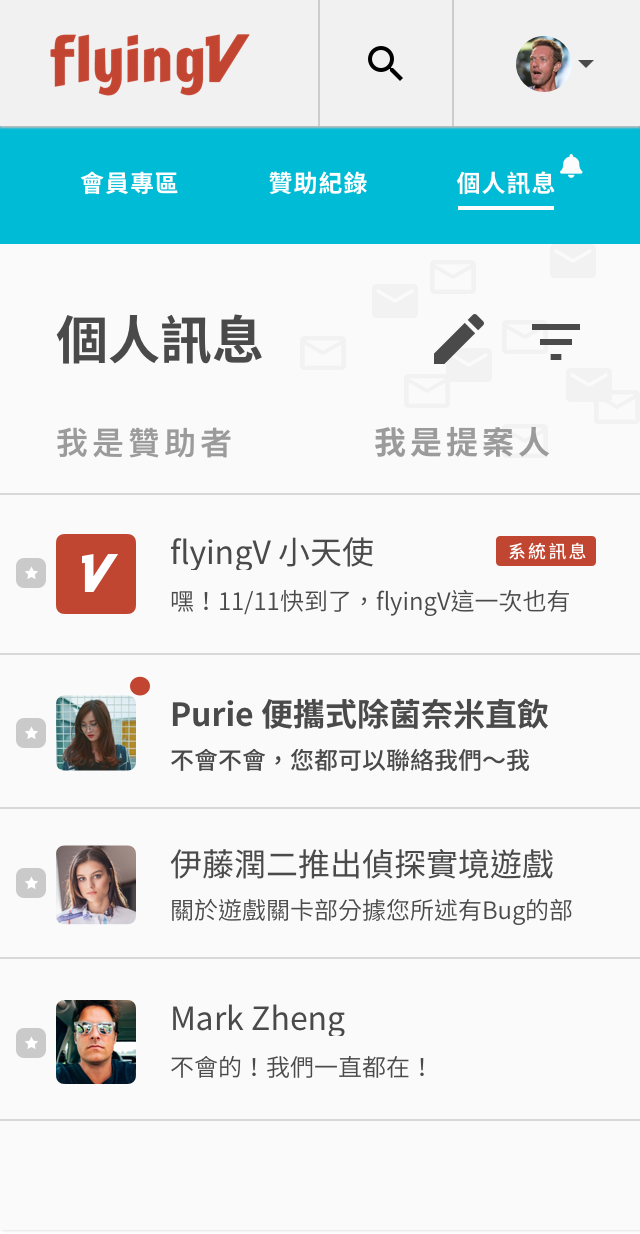 flyingV
會員專區
贊助紀錄
個人訊息
個人訊息
我是贊助者
我是提案人
flyingV 小天使
系統訊息
嘿！11/11快到了，flyingV這一次也有
Purie 便攜式除菌奈米直飲
不會不會，您都可以聯絡我們～我
伊藤潤二推出偵探實境遊戲
關於遊戲關卡部分據您所述有Bug的部
Mark Zheng
不會的！我們一直都在！